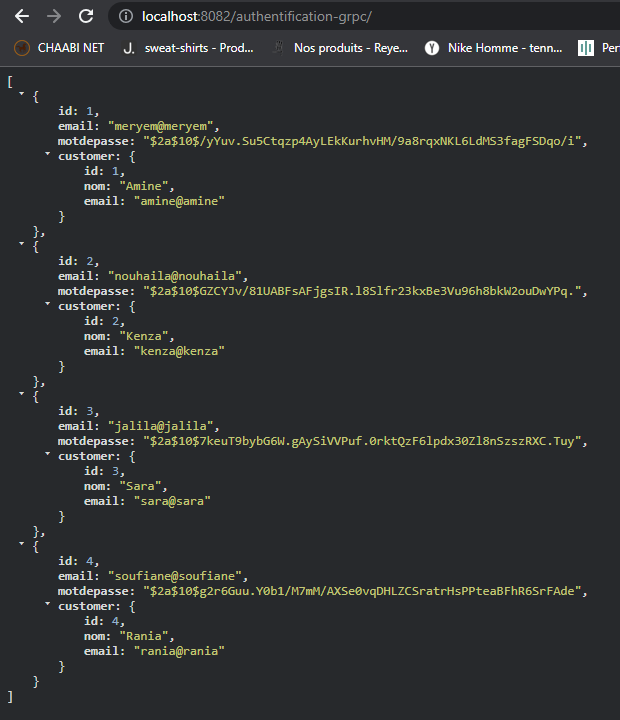 localhost:8082/authentification-grpc/
CHAABI NET J. sweat-shirts - Prod... Nos produits - Reye... Y Nike Homme - tenn... Per
[
{
id: 1,
email: "meryem@meryem",
motdepasse: "$2a$10$/yYuv.Su5Ctqzp4AyLEkKurhvHM/9a8rqxNKL6LdMS3fagFSDqo/i",
customer: {
id: 1,
nom: "Amine",
email: "amine@amine"
}
},
{
id: 2,
email: "nouhaila@nouhaila",
motdepasse: "$2a$10$GZCYJv/81UABFsAFjgsIR.l8Slfr23kxBe3Vu96h8bkW2ouDwYPq.",
customer: {
id: 2,
nom: "Kenza",
email: "kenza@kenza"
}
},
{
id: 3,
email: "jalila@jalila",
motdepasse: "$2a$10$7keuT9bybG6W.gAySiVVPuf.0rktQzF6lpdx30Zl8nSzszRXC.Tuy",
customer: {
id: 3,
nom: "Sara",
email: "sara@sara"
}
},
{
id: 4,
email: "soufiane@soufiane",
motdepasse: "$2a$10$g2r6Guu.Y0b1/M7mM/AXSe0vqDHLZCSratrHsPPteaBFhR6SrFAde",
customer: {
id: 4,
nom: "Rania",
email: "rania@rania"
}
}
]